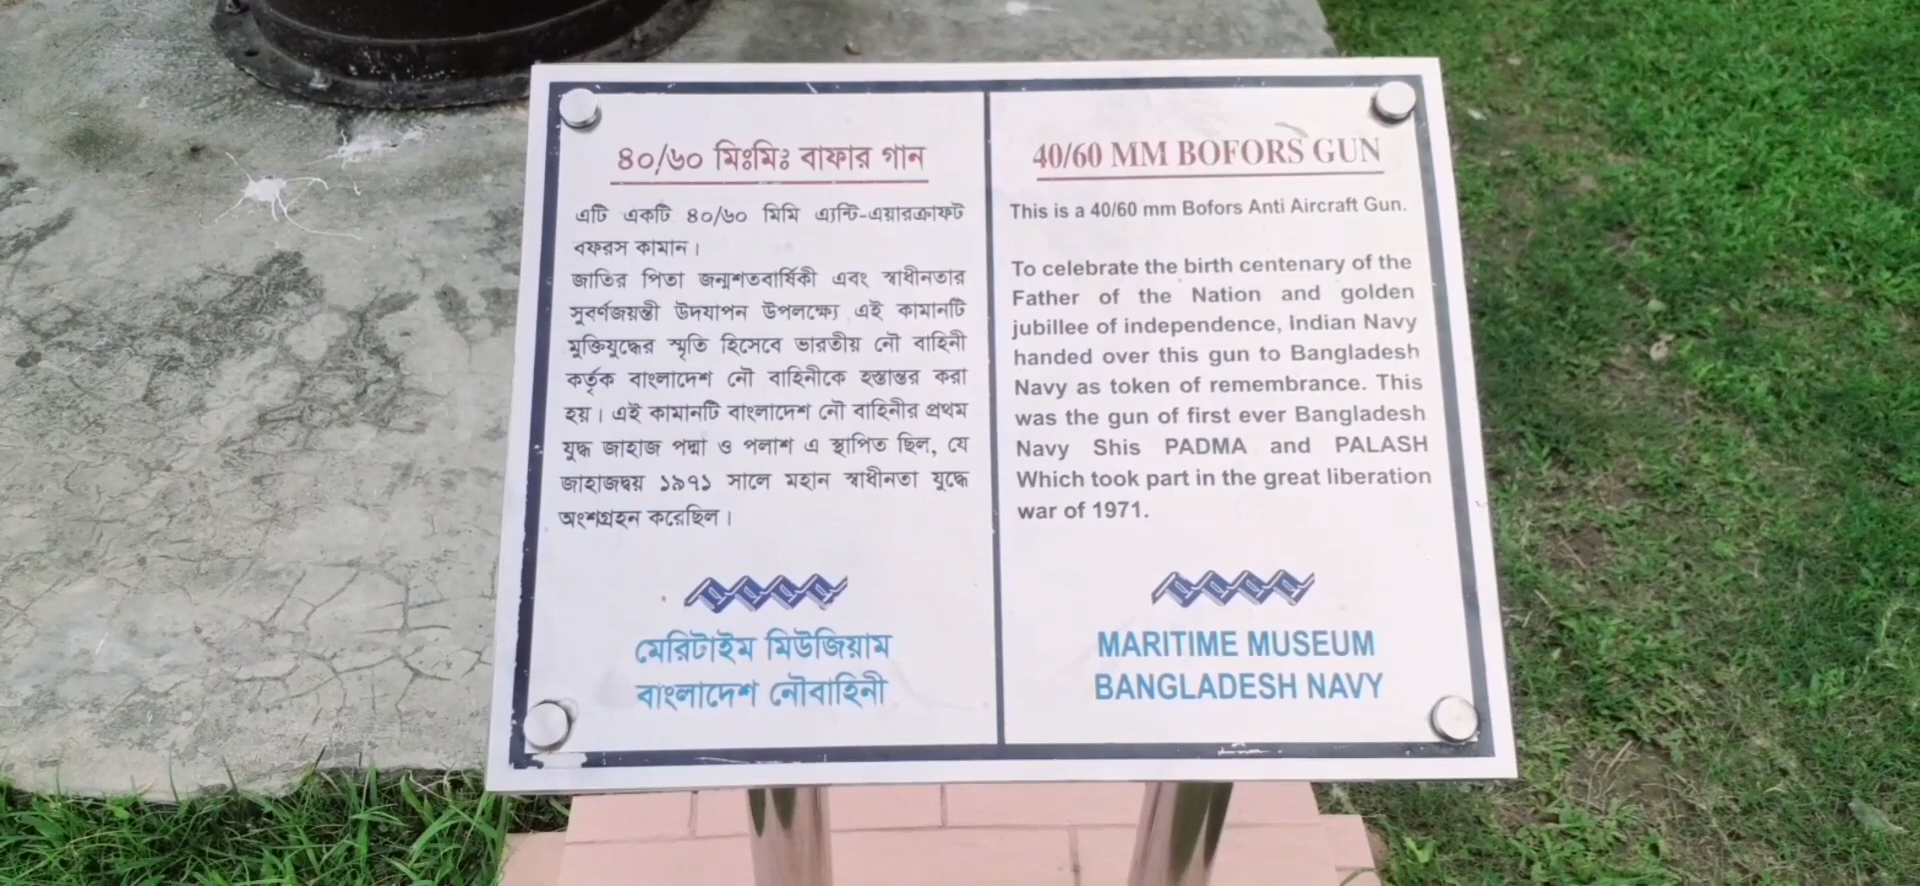 ৪০/৬০ মিঃমিঃ বাফার গান
এটি একটি ৪০/৬০ মিমি এ্যন্টি-এয়ারক্রাফট
বফরস কামান।
জাতির পিতা জন্মশতবার্ষিকী এবং স্বাধীনতার
সুবর্ণজয়ন্তী উদযাপন উপলক্ষ্যে এই কামানটি
মুক্তিযুদ্ধের স্মৃতি হিসেবে ভারতীয় নৌ বাহিনী
কর্তৃক বাংলাদেশ নৌ বাহিনীকে হস্তান্তর করা
হয়। এই কামানটি বাংলাদেশ নৌ বাহিনীর প্রথম
যুদ্ধ জাহাজ পদ্মা ও পলাশ এ স্থাপিত ছিল, যে
জাহাজদ্বয় ১৯৭১ সালে মহান স্বাধীনতা যুদ্ধে
অংশগ্রহন করেছিল।
মেরিটাইম মিউজিয়াম
বাংলাদেশ নৌবাহিনী
40/60 MM BOFORS GUN
This is a 40/60 mm Bofors Anti Aircraft Gun.
To celebrate the birth centenary of the
Father of the Nation and golden
jubillee of independence, Indian Navy
handed over this gun to Bangladesh
Navy as token of remembrance. This
was the gun of first ever Bangladesh
Navy Shis PADMA and PALASH
Which took part in the great liberation
war of 1971.
MARITIME MUSEUM
BANGLADESH NAVY